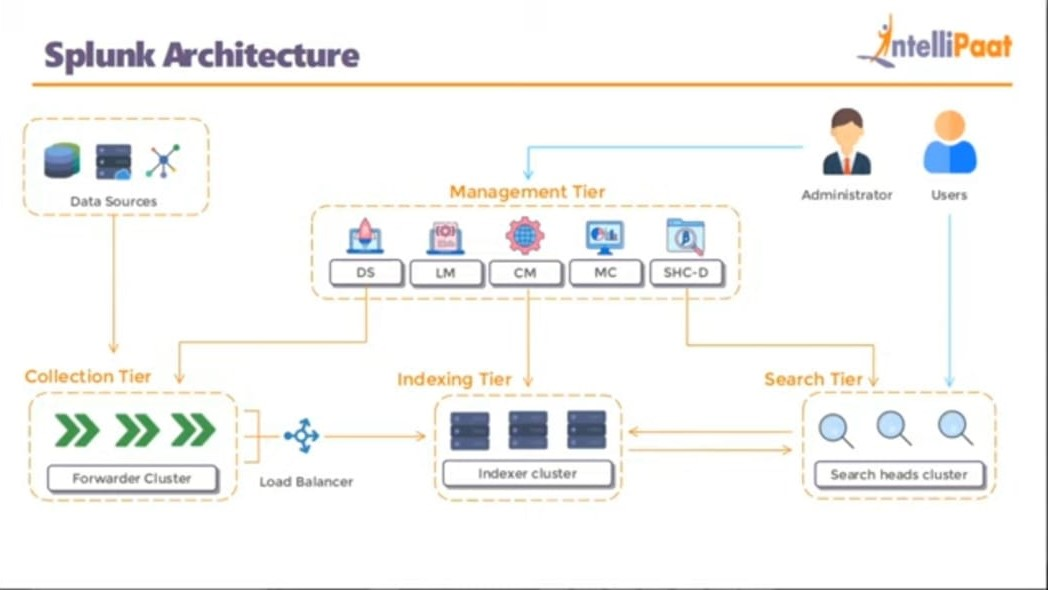 Splunk Architecture
IntelliPaat
Data Sources
Administrator
Users
Management Tier
DS
LM
CM
MC
SHC-D
Collection Tier
Indexing Tier
Search Tier
Forwarder Cluster
Load Balancer
Indexer cluster
Search heads cluster